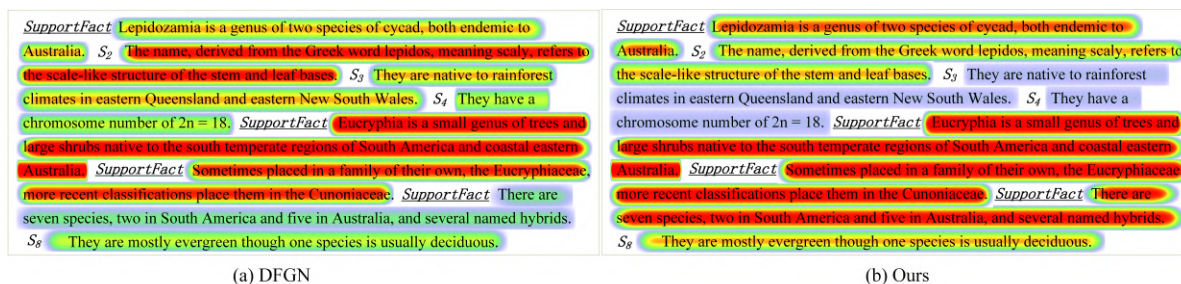 SupportFact Lepidozamia is a genus of two species of cycad, both endemic to
Australia. S2 The name, derived from the Greek word lepidos, meaning scaly, refers to
the scale-like structure of the stem and leaf bases. S3 They are native to rainforest
climates in eastern Queensland and eastern New South Wales. S4 They have a
chromosome number of 2n = 18. SupportFact Eucryphia is a small genus of trees and
large shrubs native to the south temperate regions of South America and coastal eastern
Australia. SupportFact Sometimes placed in a family of their own, the Eucryphiaceae,
more recent classifications place them in the Cunoniaceae. SupportFact There are
seven species, two in South America and five in Australia, and several named hybrids.
S8 They are mostly evergreen though one species is usually deciduous.
(a) DFGN
SupportFact Lepidozamia is a genus of two species of cycad, both endemic to
Australia. S2 The name, derived from the Greek word lepidos, meaning scaly, refers to
the scale-like structure of the stem and leaf bases. S3 They are native to rainforest
climates in eastern Queensland and eastern New South Wales. S4 They have a
chromosome number of 2n = 18. SupportFact Eucryphia is a small genus of trees and
large shrubs native to the south temperate regions of South America and coastal eastern
Australia. SupportFact Sometimes placed in a family of their own, the Eucryphiaceae
more recent classifications place them in the Cunoniaceae. SupportFact There are
seven species, two in South America and five in Australia, and several named hybrids.
S8 They are mostly evergreen though one species is usually deciduous.
(b) Ours